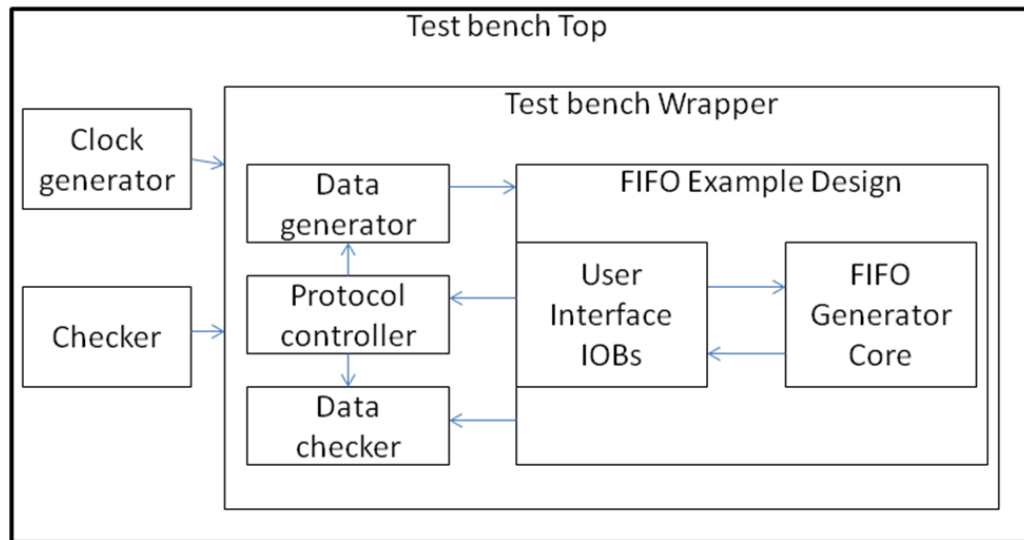 Test bench Top
Test bench Wrapper
Clock
generator
Data
generator
FIFO Example Design
Protocol
controller
User
Interface
IOBs
FIFO
Generator
Core
Checker
Data
checker